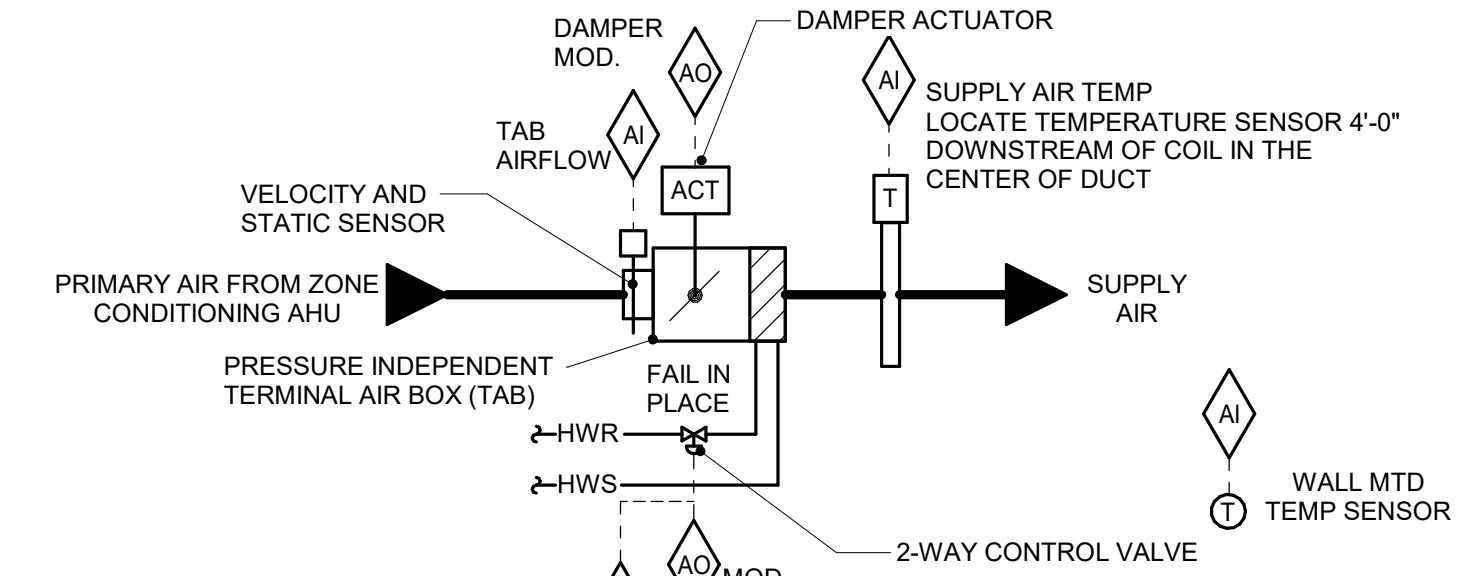 DAMPER
MOD.
DAMPER ACTUATOR
AO
AI
SUPPLY AIR TEMP
LOCATE TEMPERATURE SENSOR 4'-0"
DOWNSTREAM OF COIL IN THE
CENTER OF DUCT
TAB
AIRFLOW
AI
ACT
T
VELOCITY AND
STATIC SENSOR
PRIMARY AIR FROM ZONE
CONDITIONING AHU
SUPPLY
AIR
PRESSURE INDEPENDENT
TERMINAL AIR BOX (TAB)
FAIL IN
PLACE
HWR
HWS
AI
T
WALL MTD
TEMP SENSOR
2-WAY CONTROL VALVE
AO
MOD